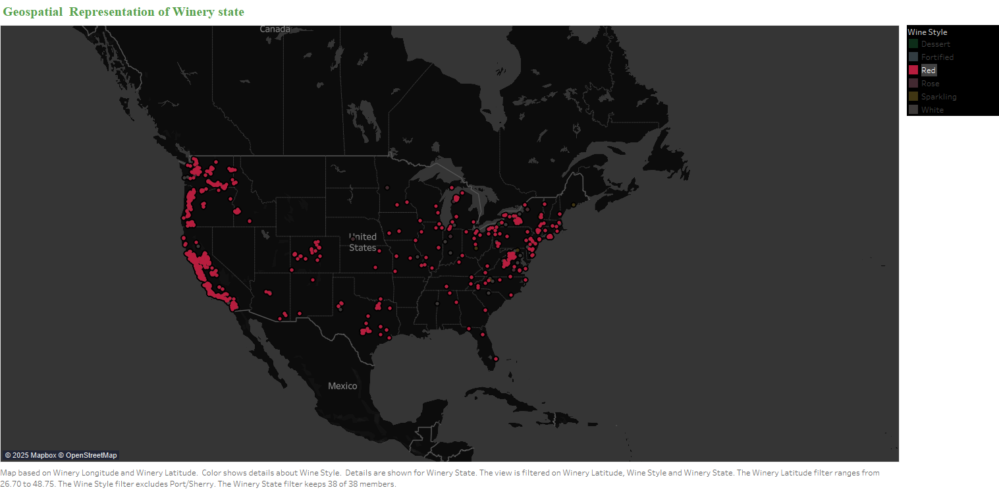 Geospatial  Representation of Winery state
Canada
United
States
Mexico
© 2025 Mapbox © OpenStreetMap
Wine Style
Dessert
Fortified
Red
Rose
Sparkling
White
Map based on Winery Longitude and Winery Latitude.  Color shows details about Wine Style.  Details are shown for Winery State. The view is filtered on Winery Latitude, Wine Style and Winery State. The Winery Latitude filter ranges from
26.70 to 48.75. The Wine Style filter excludes Port/Sherry. The Winery State filter keeps 38 of 38 members.